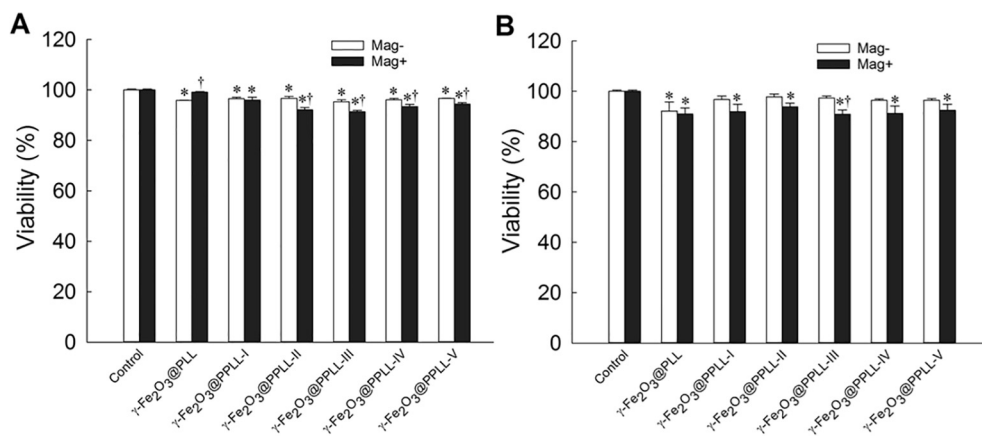 A
120
100
80
60
40
20
0
Viability (%)
Mag-
Mag+
* †
* *
* *†
* *†
* *†
* *†
Control
γ-Fe2O3@PLL
γ-Fe2O3@PPLL-I
γ-Fe2O3@PPLL-II
γ-Fe2O3@PPLL-III
γ-Fe2O3@PPLL-IV
γ-Fe2O3@PPLL-V
B
120
100
80
60
40
20
0
Viability (%)
Mag-
Mag+
* *
*
*
*†
*
*
Control
γ-Fe2O3@PLL
γ-Fe2O3@PPLL-I
γ-Fe2O3@PPLL-II
γ-Fe2O3@PPLL-III
γ-Fe2O3@PPLL-IV
γ-Fe2O3@PPLL-V